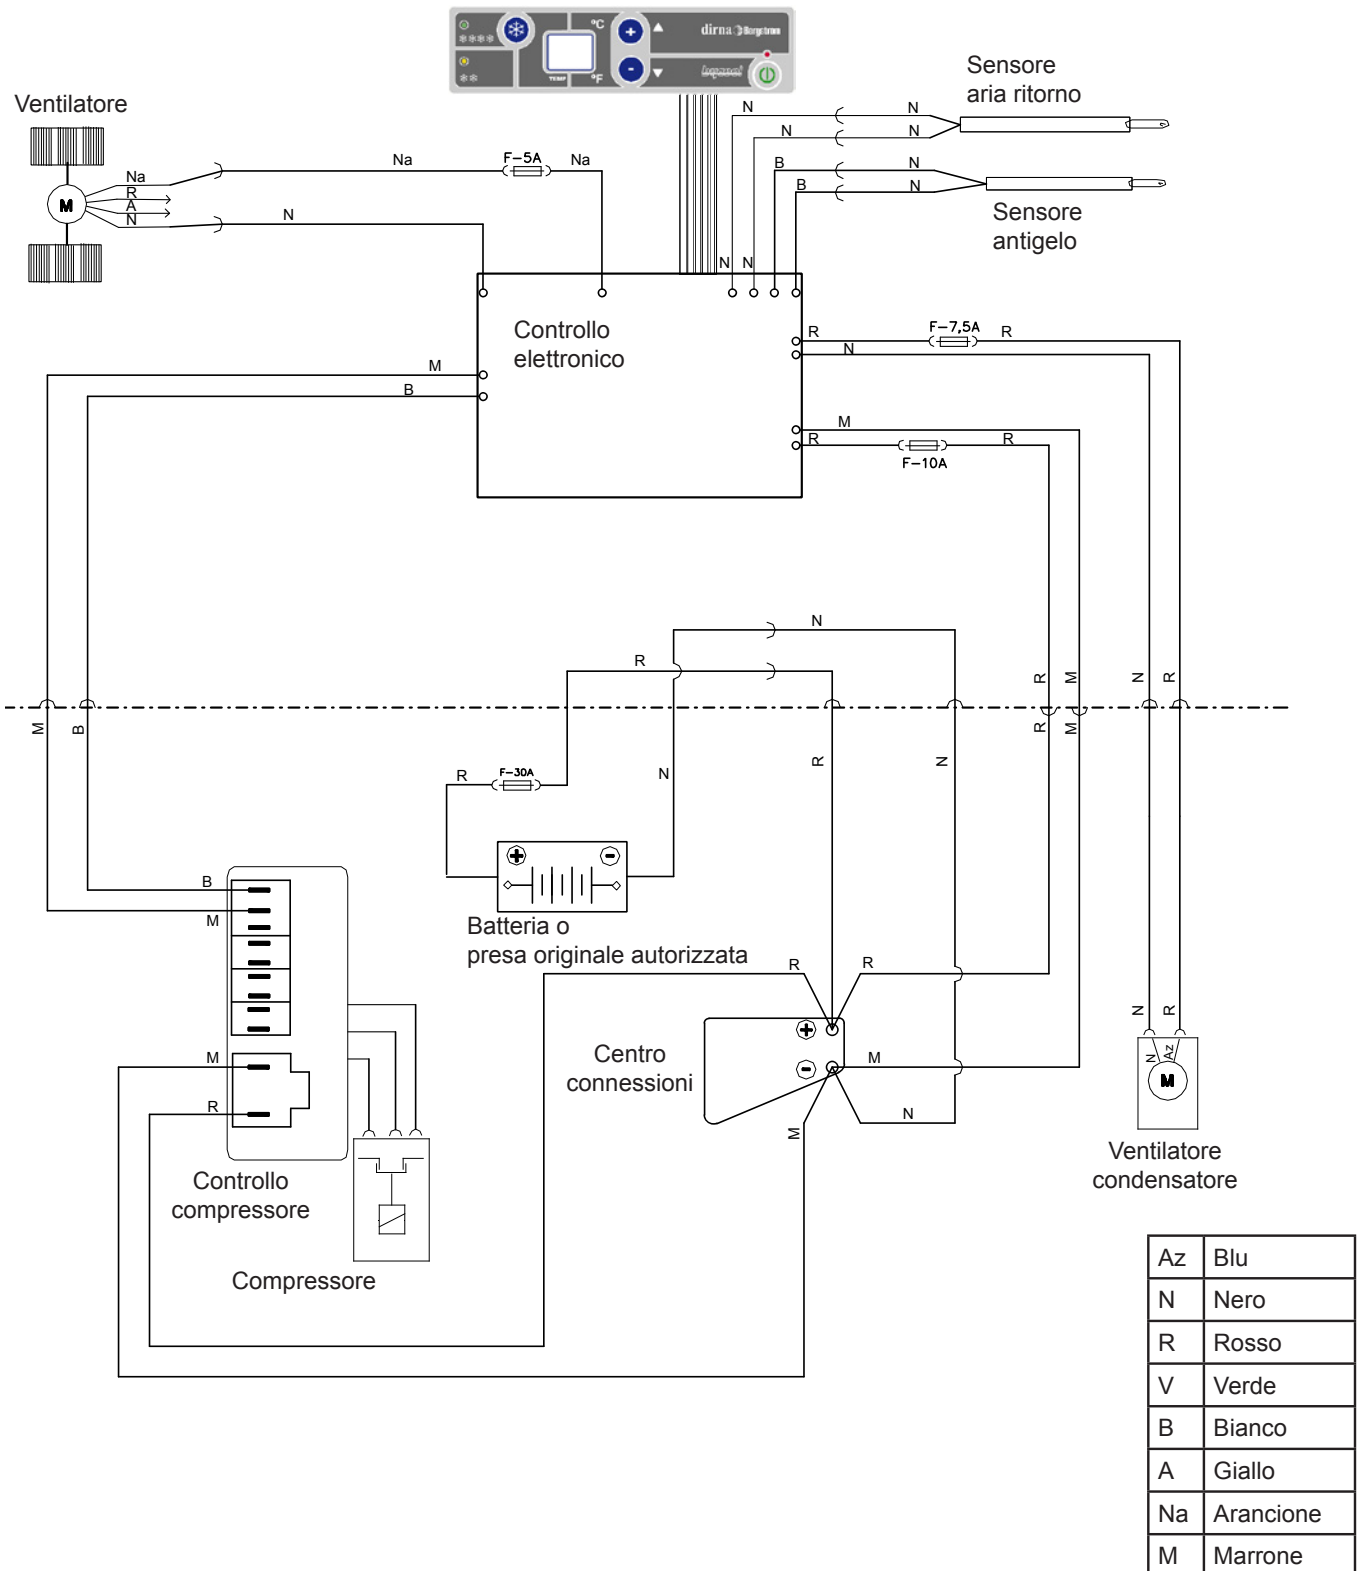 °C
dirna Bergstrom
TEMP
°F
Sensore
aria ritorno
Ventilatore
N
N
N
N
F-5A
Na
Na
Na
B
N
R
A
N
N
B
N
M
Sensore
antigelo
N
N
N
B
Controllo
elettronico
R
F-7,5A
R
N
M
B
M
R
R
F-10A
N
R
R
M
N
R
M
B
R
M
R
F-30A
N
R
N
B
M
Batteria o
presa originale autorizzata
R
R
M
R
Centro
connessioni
M
N
M
N
R
N
Az
M
Ventilatore
condensatore
Controllo
compressore
Compressore
Az Blu
N Nero
R Rosso
V Verde
B Bianco
A Giallo
Na Arancione
M Marrone